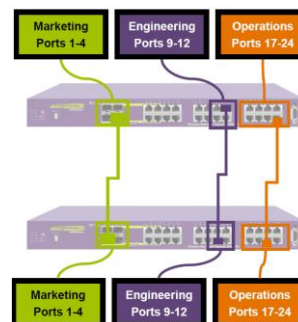 Marketing
Ports 1-4
Engineering
Ports 9-12
Operations
Ports 17-24
Marketing
Ports 1-4
Engineering
Ports 9-12
Operations
Ports 17-24